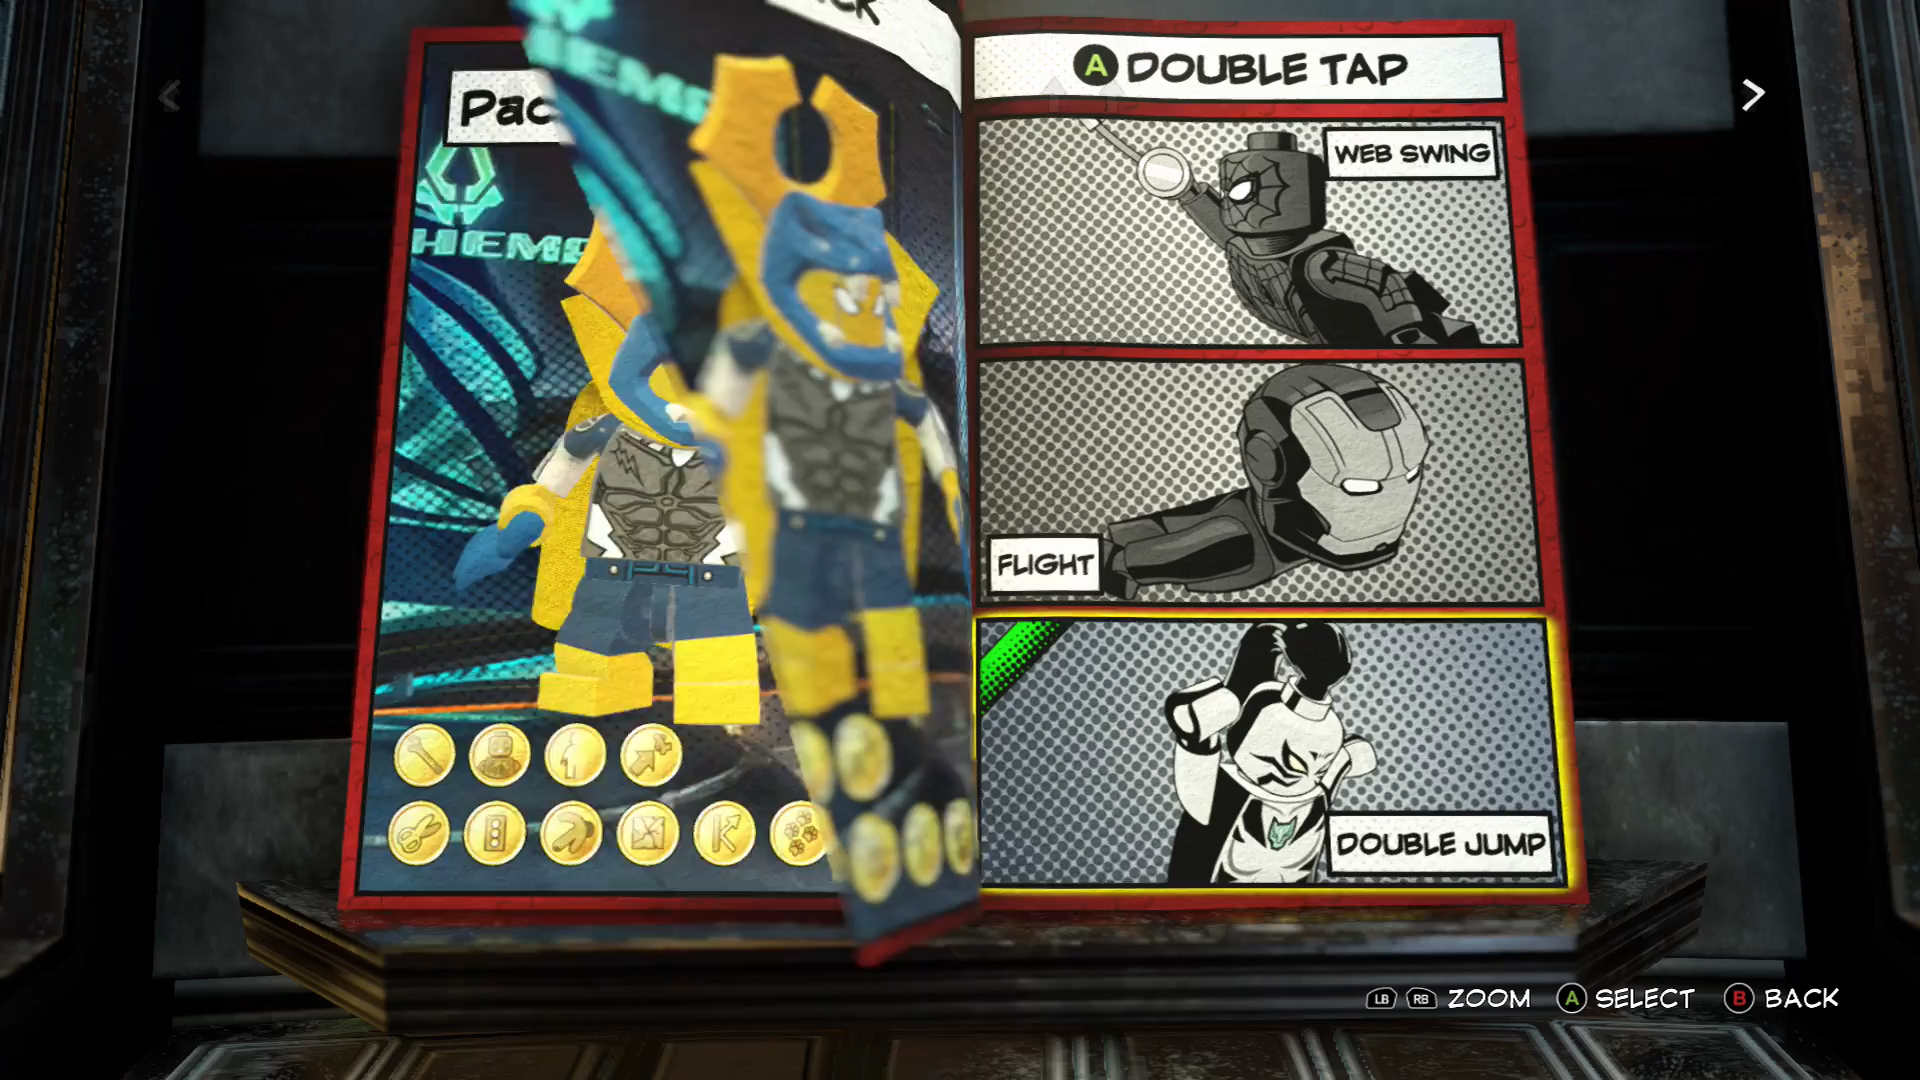 Pac
A DOUBLE TAP
WEB SWING
FLIGHT
DOUBLE JUMP
LB RB ZOOM A SELECT B BACK